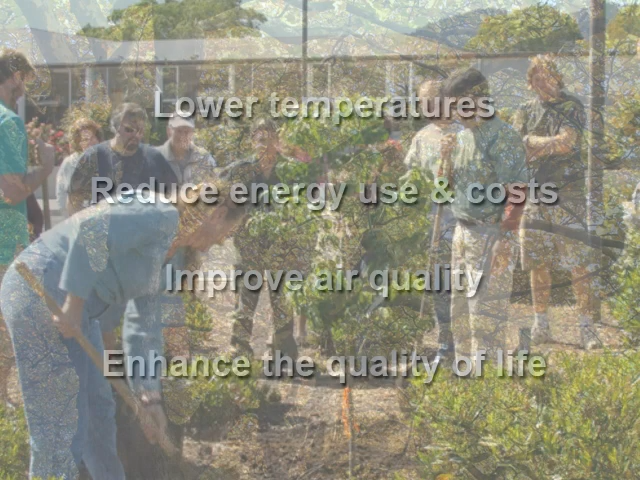 Lower temperatures
Reduce energy use & costs
Improve air quality
Enhance the quality of life